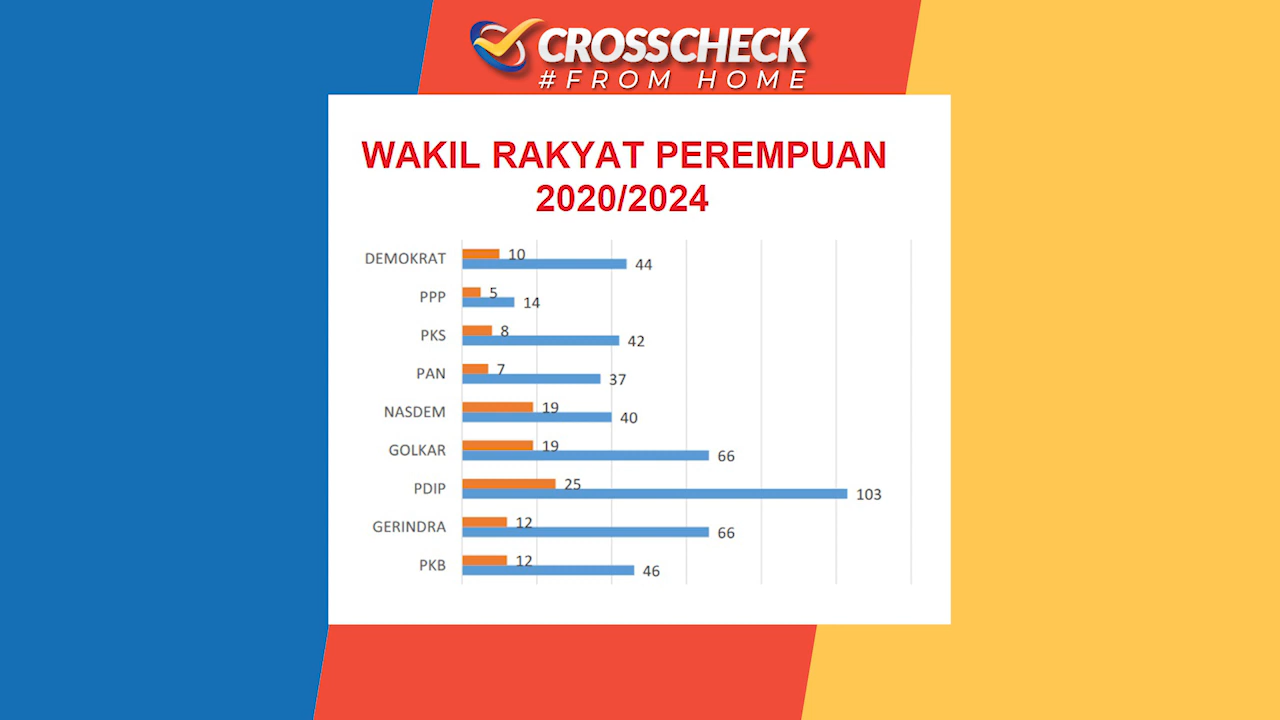 CROSSCHECK
#FROM HOME
WAKIL RAKYAT PEREMPUAN
2020/2024
DEMOKRAT 10 44
PPP 5 14
PKS 8 42
PAN 7 37
NASDEM 19 40
GOLKAR 19 66
PDIP 25 103
GERINDRA 12 66
PKB 12 46